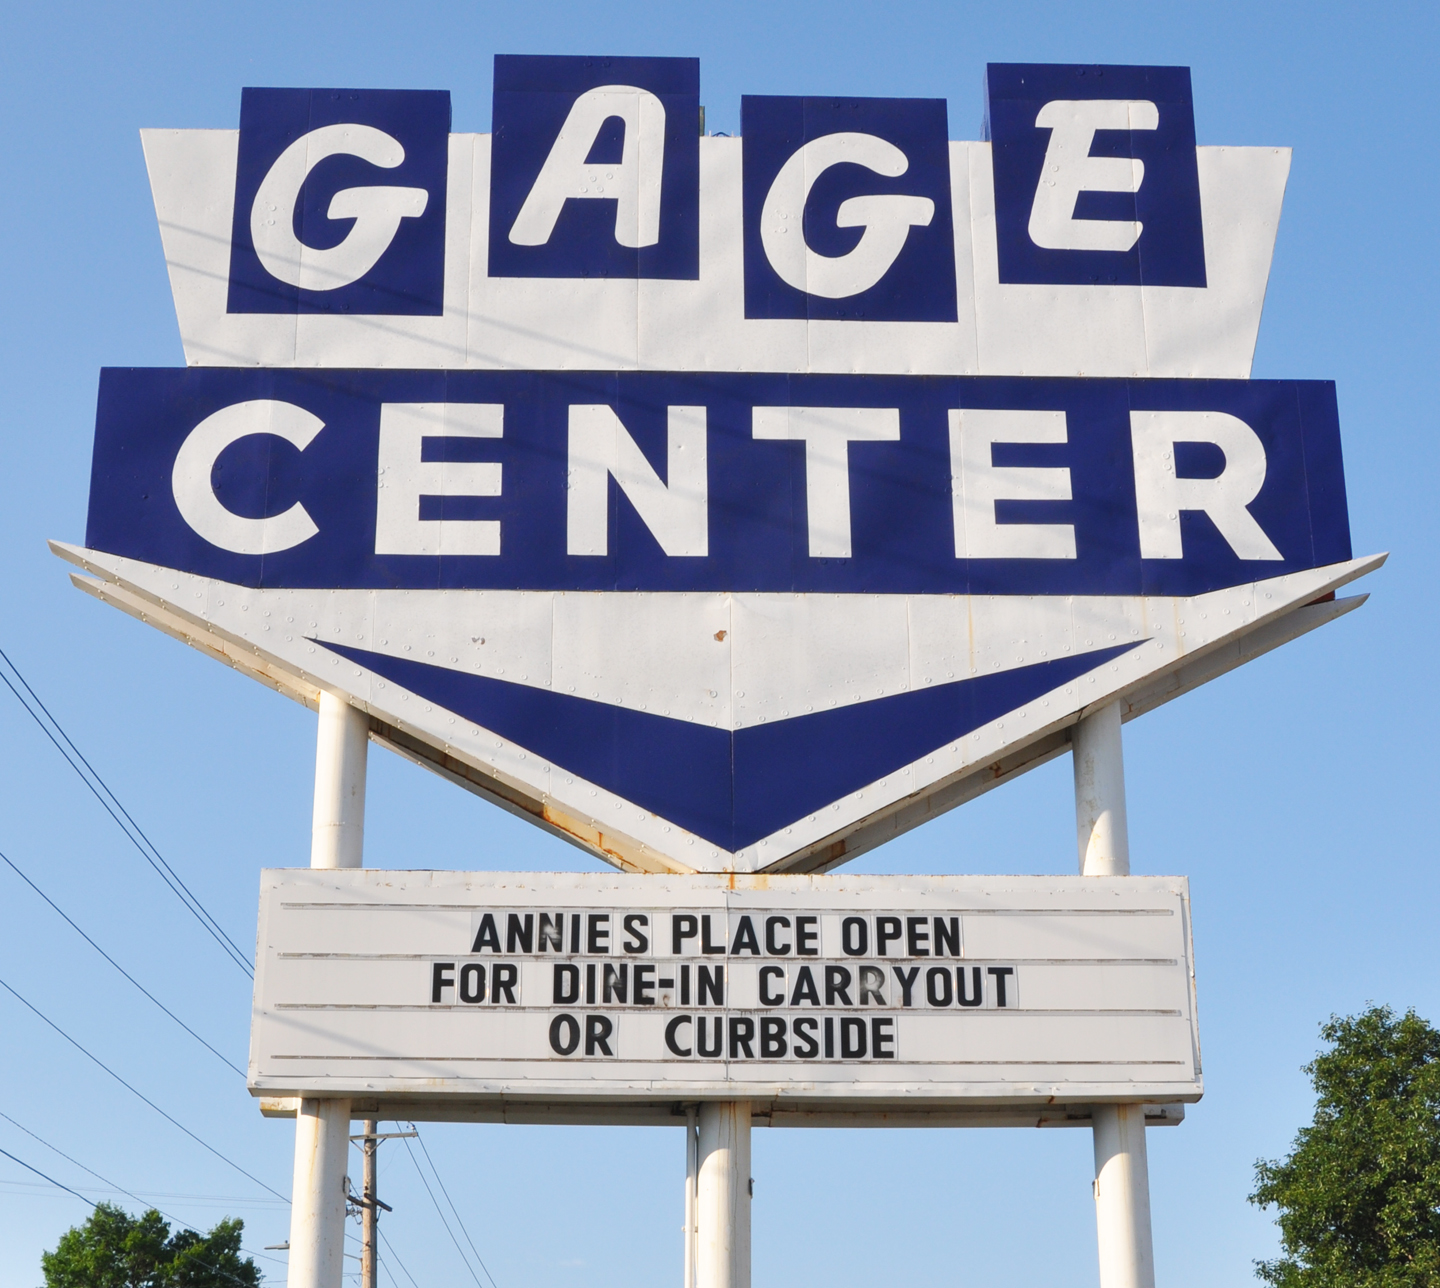 GAGE
CENTER
ANNIES PLACE OPEN
FOR DINE-IN CARRYOUT
OR CURBSIDE